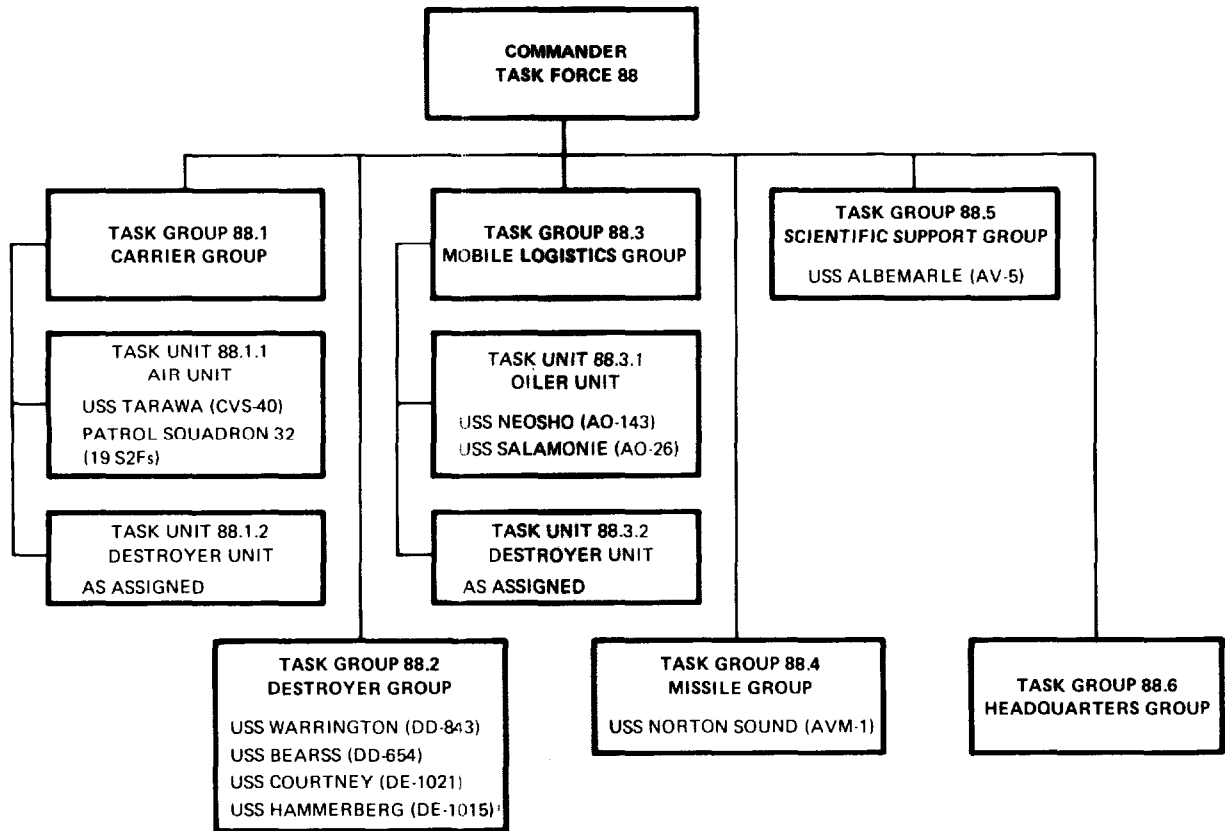 COMMANDER
TASK FORCE 88
TASK GROUP 88.1
CARRIER GROUP
TASK GROUP 88.3
MOBILE LOGISTICS GROUP
TASK GROUP 88.5
SCIENTIFIC SUPPORT GROUP
USS ALBEMARLE (AV-5)
TASK UNIT 88.1.1
AIR UNIT
USS TARAWA (CVS-40)
PATROL SQUADRON 32
(19 S2Fs)
TASK UNIT 88.3.1
OILER UNIT
USS NEOSHO (AO-143)
USS SALAMONIE (AO-26)
TASK UNIT 88.1.2
DESTROYER UNIT
AS ASSIGNED
TASK UNIT 88.3.2
DESTROYER UNIT
AS ASSIGNED
TASK GROUP 88.2
DESTROYER GROUP
USS WARRINGTON (DD-843)
USS BEARSS (DD-654)
USS COURTNEY (DE-1021)
USS HAMMERBERG (DE-1015)
TASK GROUP 88.4
MISSILE GROUP
USS NORTON SOUND (AVM-1)
TASK GROUP 88.6
HEADQUARTERS GROUP